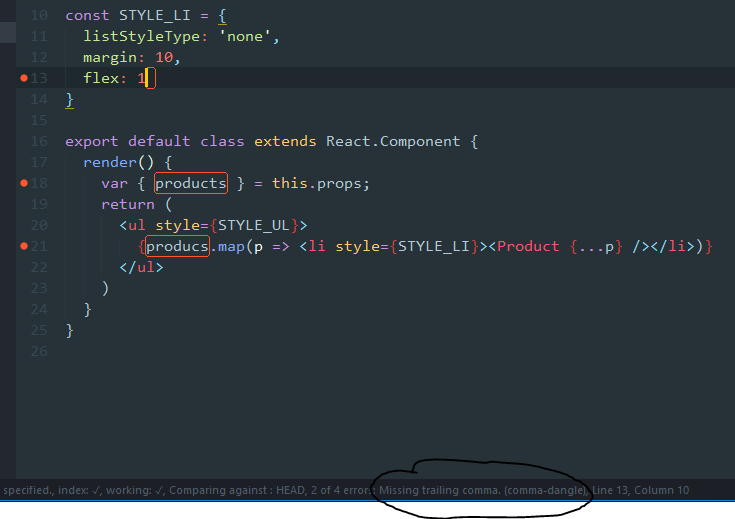 10 const STYLE_LI = {
11 listStyleType: 'none',
12 margin: 10,
13 flex: 1
14 }
15
16 export default class extends React.Component {
17 render() {
18 var { products } = this.props;
19 return (
20 <ul style={STYLE_UL}>
21 {producs.map(p => <li style={STYLE_LI}><Product {...p} /></li>)}
22 </ul>
23 )
24 }
25 }
26
specified., index: ✓, working: ✓, Comparing against : HEAD, 2 of 4 errors: Missing trailing comma. (comma-dangle), Line 13, Column 10